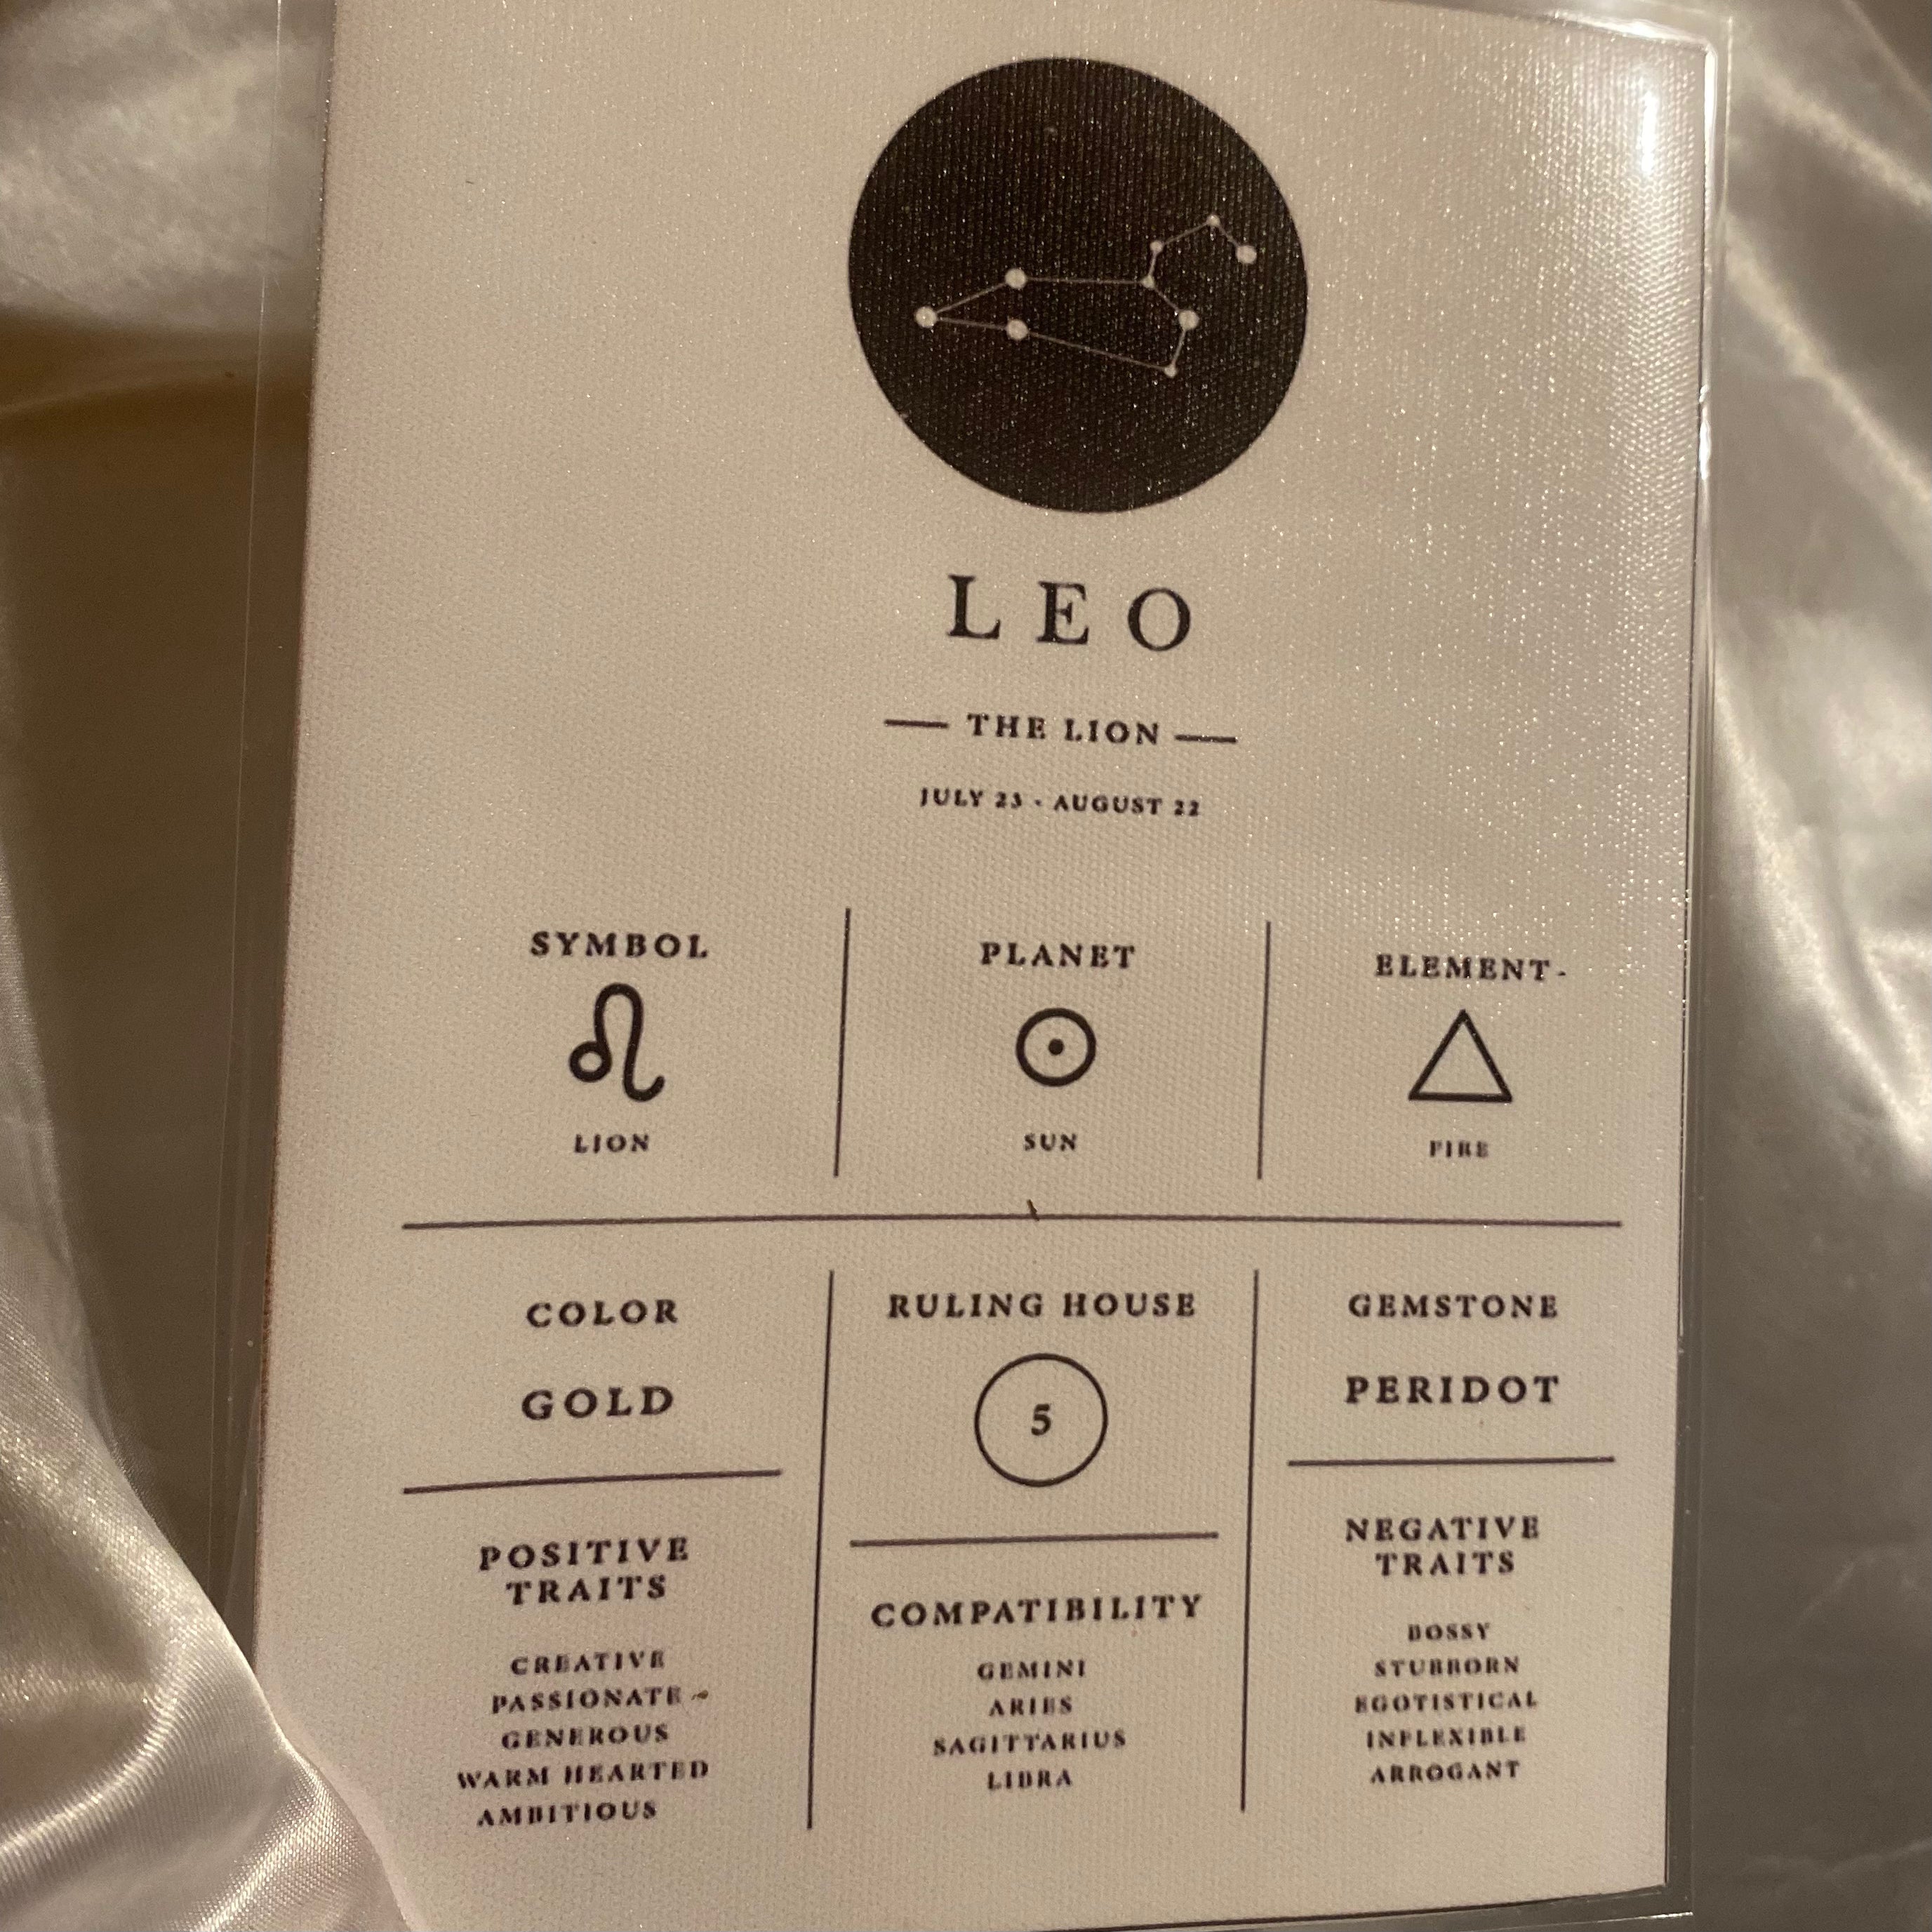 LEO
— THE LION —
JULY 23 - AUGUST 22
SYMBOL
LION
PLANET
SUN
ELEMENT
FIRE
COLOR
GOLD
RULING HOUSE
5
GEMSTONE
PERIDOT
POSITIVE
TRAITS
CREATIVE
PASSIONATE
GENEROUS
WARM HEARTED
AMBITIOUS
COMPATIBILITY
GEMINI
ARIES
SAGITTARIUS
LIBRA
NEGATIVE
TRAITS
BOSSY
STUBBORN
EGOTISTICAL
INFLEXIBLE
ARROGANT